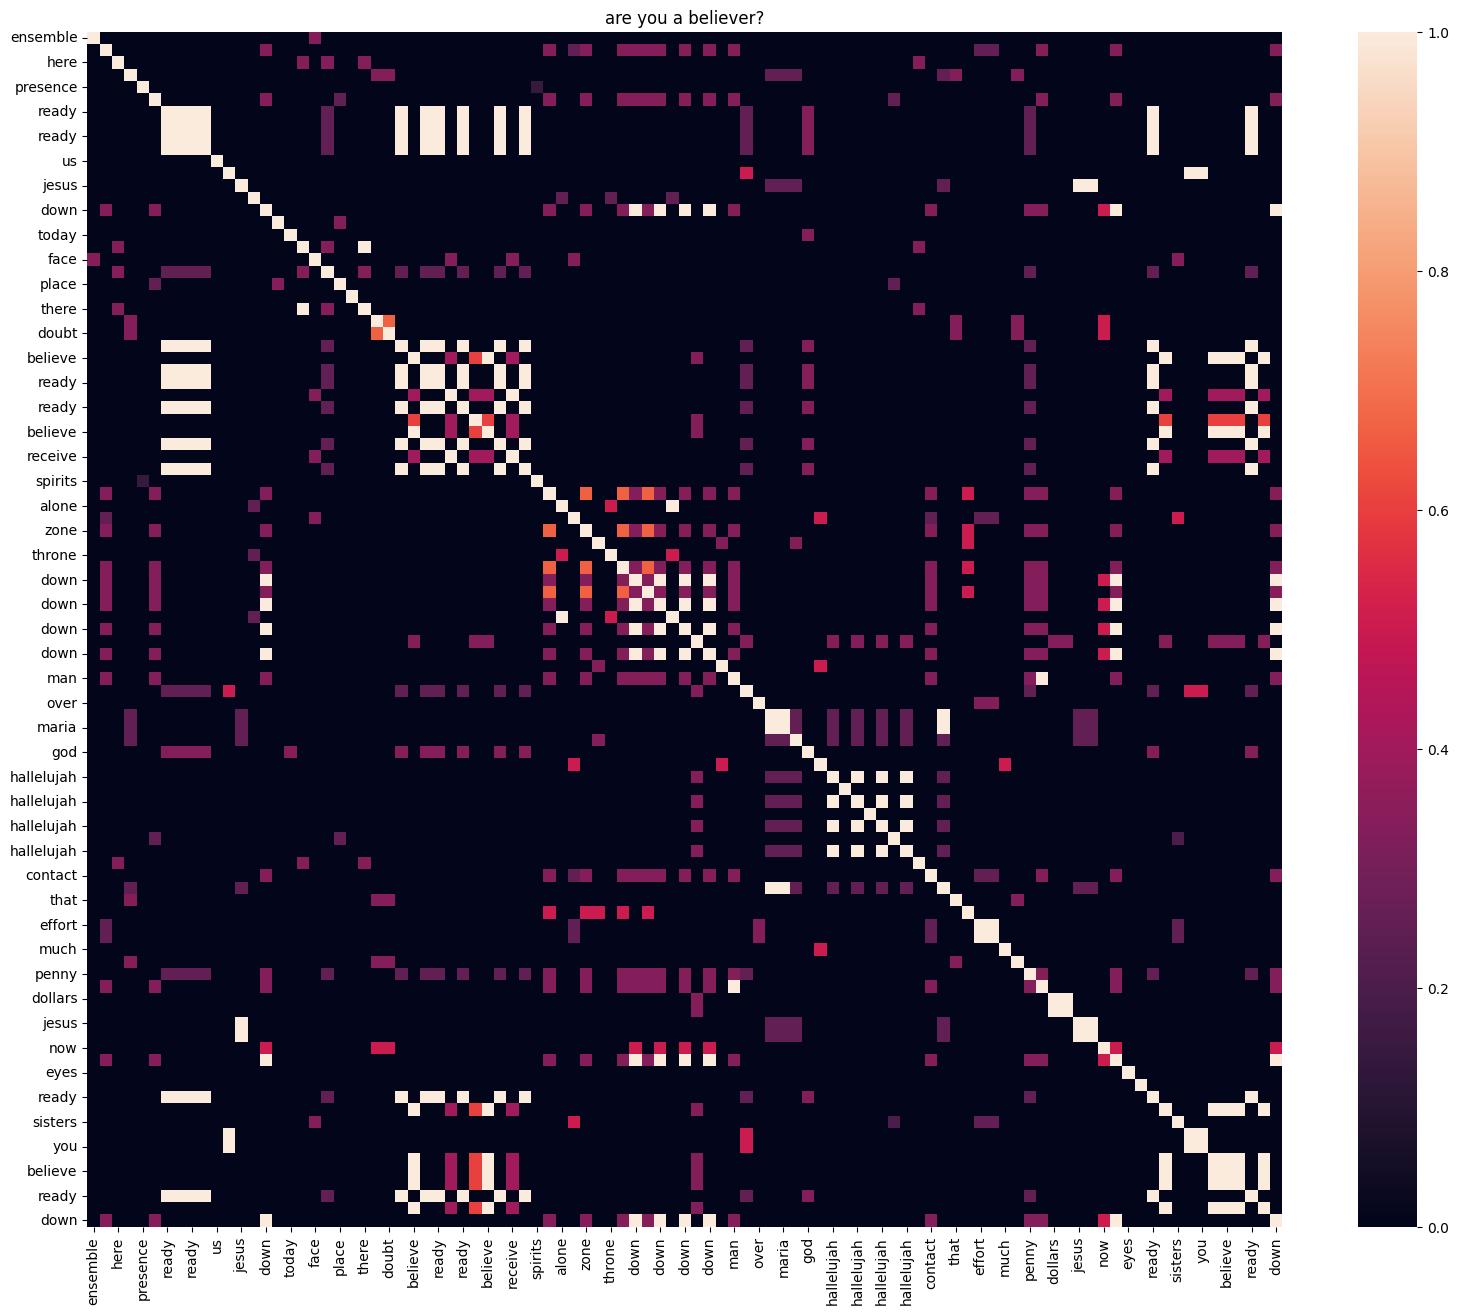 are you a believer?
ensemble
here
presence
ready
ready
us
jesus
down
today
face
place
there
doubt
believe
ready
ready
believe
receive
spirits
alone
zone
throne
down
down
down
down
man
over
maria
god
hallelujah
hallelujah
hallelujah
hallelujah
contact
that
effort
much
penny
dollars
jesus
now
eyes
ready
sisters
you
believe
ready
down
1.0
0.8
0.6
0.4
0.2
0.0
ensemble
here
presence
ready
ready
us
jesus
down
today
face
place
there
doubt
believe
ready
ready
believe
receive
spirits
alone
zone
throne
down
down
down
down
man
over
maria
god
hallelujah
hallelujah
hallelujah
hallelujah
contact
that
effort
much
penny
dollars
jesus
now
eyes
ready
sisters
you
believe
ready
down